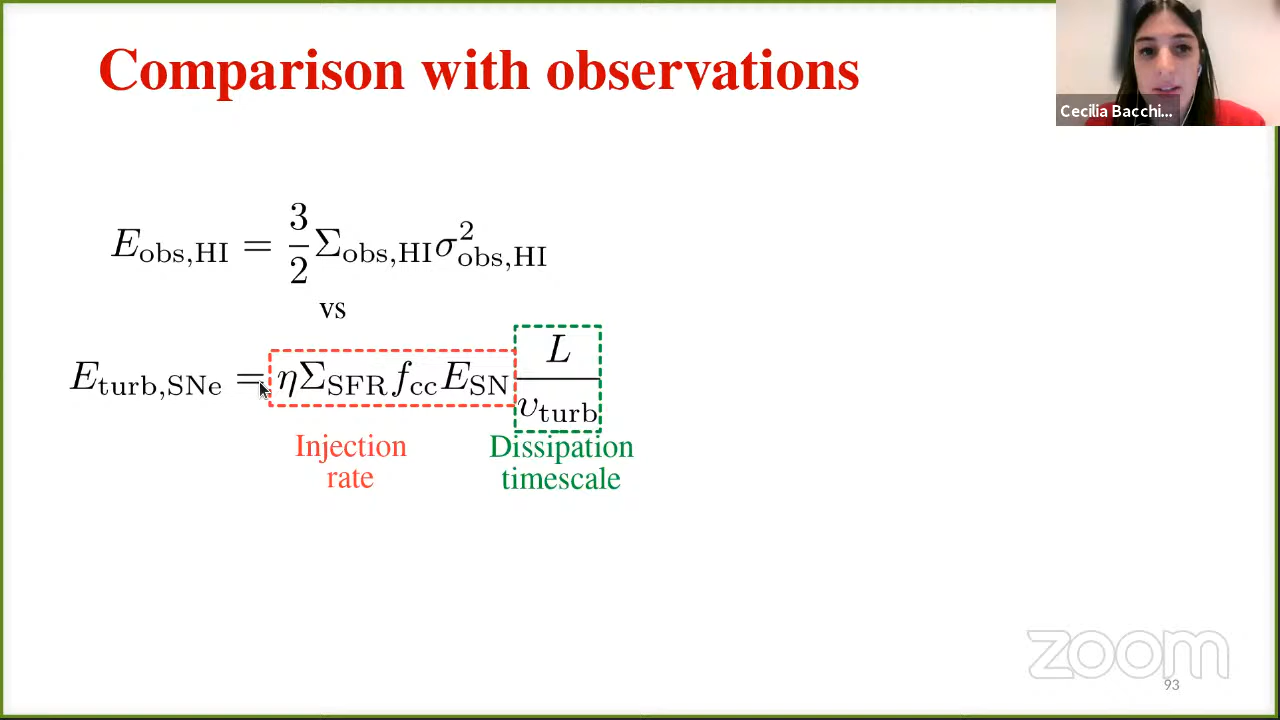 Comparison with observations
Cecilia Bacchi...
E_obs,HI = 3/2 Σ_obs,HI σ²_obs,HI
vs
E_turb,SNe = ηΣ_SFR f_cc E_SN L/v_turb
Injection rate
Dissipation timescale
zoom
93